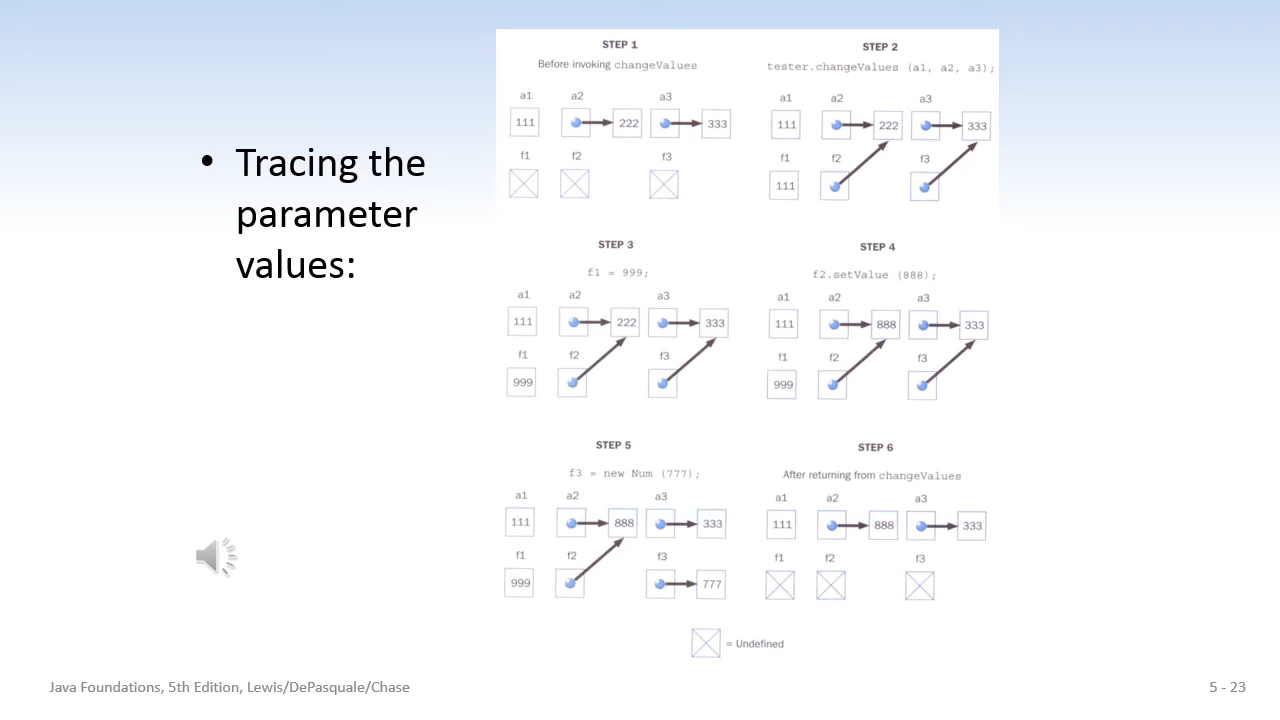 • Tracing the
parameter
values:
STEP 1
Before invoking changeValues
a1 a2 a3
111 222 333
f1 f2 f3
STEP 2
tester.changeValues (a1, a2, a3);
a1 a2 a3
111 222 333
f1 f2 f3
111
STEP 3
f1 = 999;
a1 a2 a3
111 222 333
f1 f2 f3
999
STEP 4
f2.setValue (888);
a1 a2 a3
111 888 333
f1 f2 f3
999
STEP 5
f3 = new Num (777);
a1 a2 a3
111 888 333
f1 f2 f3
999 777
STEP 6
After returning from changeValues
a1 a2 a3
111 888 333
f1 f2 f3
= Undefined
Java Foundations, 5th Edition, Lewis/DePasquale/Chase
5 - 23